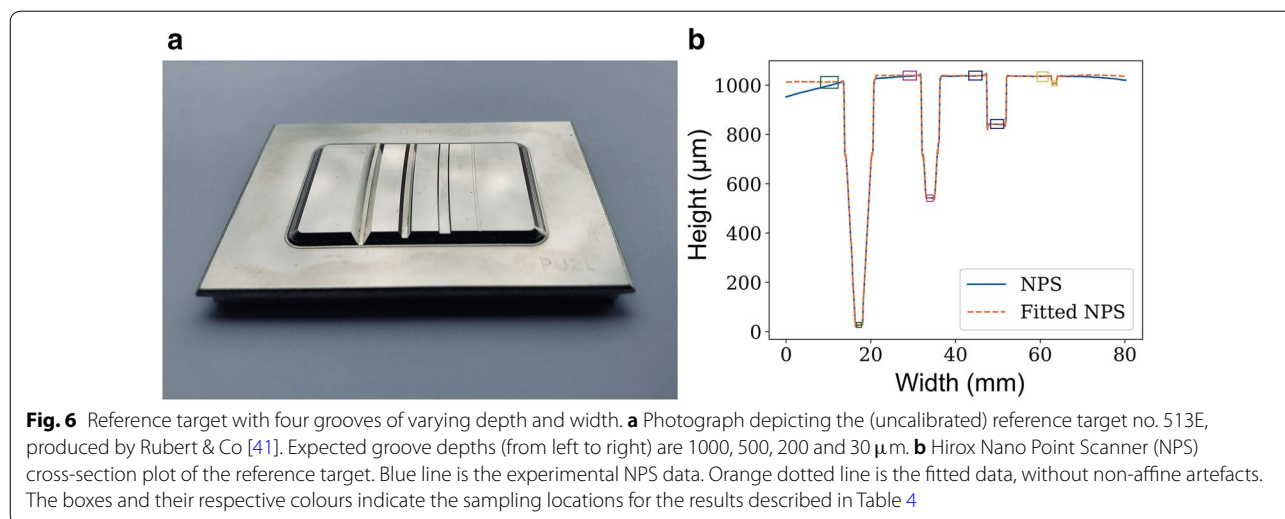 a
b
1000
800
600
400
200
0
Height (µm)
NPS
Fitted NPS
0
20
40
60
80
Width (mm)
Fig. 6 Reference target with four grooves of varying depth and width. a Photograph depicting the (uncalibrated) reference target no. 513E,
produced by Rubert & Co [41]. Expected groove depths (from left to right) are 1000, 500, 200 and 30 µm. b Hirox Nano Point Scanner (NPS)
cross-section plot of the reference target. Blue line is the experimental NPS data. Orange dotted line is the fitted data, without non-affine artefacts.
The boxes and their respective colours indicate the sampling locations for the results described in Table 4